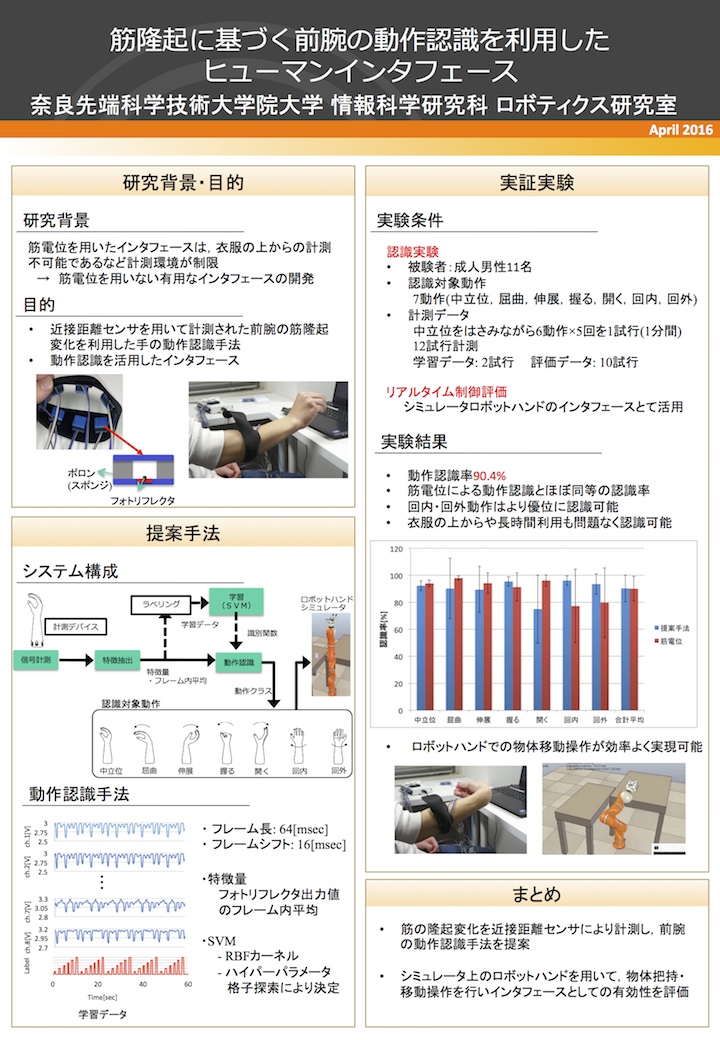 筋隆起に基づく前腕の動作認識を利用した
ヒューマンインタフェース
奈良先端科学技術大学院大学 情報科学研究科 ロボティクス研究室
April 2016
研究背景・目的
研究背景
筋電位を用いたインタフェースは，衣服の上からの計測
不可能であるなど計測環境が制限
→ 筋電位を用いない有用なインタフェースの開発
目的
• 近接距離センサを用いて計測された前腕の筋隆起
変化を利用した手の動作認識手法
• 動作認識を活用したインタフェース
ボロン
(スポンジ)
フォトリフレクタ
提案手法
システム構成
計測デバイス
ラベリング
学習
（ＳＶＭ）
ロボットハンド
シミュレータ
学習データ
識別関数
信号計測
特徴抽出
動作認識
特徴量
・フレーム内平均
動作クラス
認識対象動作
中立位 屈曲 伸展 握る 開く 回内 回外
動作認識手法
ch.1[V]
3
2.75
2.5
ch.2[V]
3
2.75
2.5
ch.7[V]
3.3
3.05
2.8
ch.8[V]
3.2
2.95
2.7
Label
0 20 40 60
Time[sec]
学習データ
・フレーム長: 64[msec]
・フレームシフト: 16[msec]
・特徴量
フォトリフレクタ出力値
のフレーム内平均
・SVM
- RBFカーネル
- ハイパーパラメータ
格子探索により決定
実証実験
実験条件
認識実験
• 被験者：成人男性11名
• 認識対象動作
7動作(中立位，屈曲，伸展，握る，開く，回内，回外)
• 計測データ
中立位をはさみながら6動作×5回を1試行(1分間)
12試行計測
学習データ: 2試行 評価データ: 10試行
リアルタイム制御評価
シミュレータロボットハンドのインタフェースとて活用
実験結果
• 動作認識率90.4%
• 筋電位による動作認識とほぼ同等の認識率
• 回内・回外動作はより優位に認識可能
• 衣服の上からや長時間利用も問題なく認識可能
認識率[%]
120
100
80
60
40
20
0
中立位 屈曲 伸展 握る 開く 回内 回外 合計平均
提案手法
筋電位
• ロボットハンドでの物体移動操作が効率よく実現可能
まとめ
• 筋の隆起変化を近接距離センサにより計測し，前腕
の動作認識手法を提案
• シミュレータ上のロボットハンドを用いて，物体把持・
移動操作を行いインタフェースとしての有効性を評価